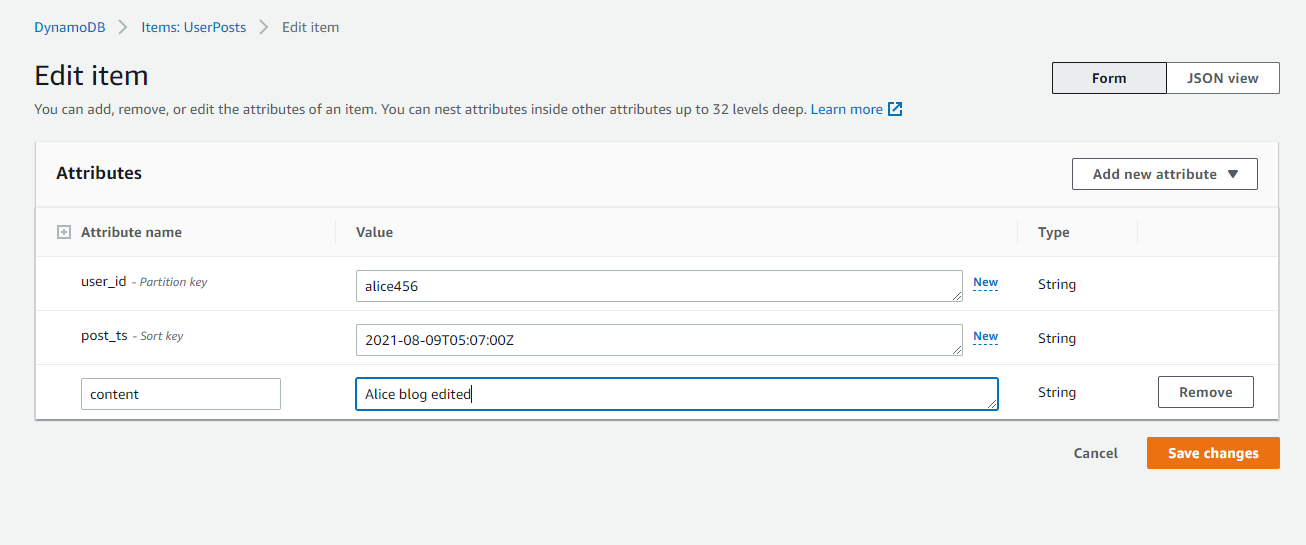 DynamoDB > Items: UserPosts > Edit item
Edit item
Form JSON view
You can add, remove, or edit the attributes of an item. You can nest attributes inside other attributes up to 32 levels deep. Learn more
Attributes
Add new attribute ▼
Attribute name Value Type
user_id - Partition key alice456 New String
post_ts - Sort key 2021-08-09T05:07:00Z New String
content Alice blog edited String Remove
Cancel Save changes